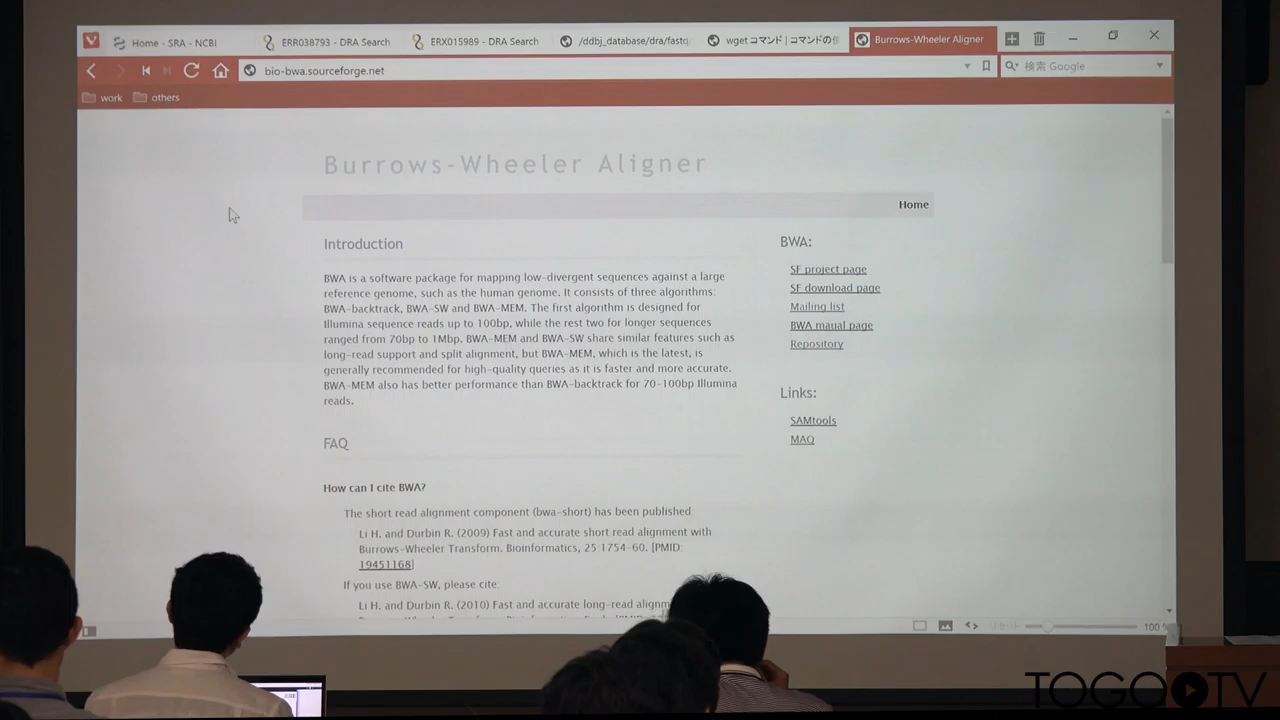 Home - SRA - NCBI
ERR038793 - DRA Search
ERX015989 - DRA Search
/ddbj_database/dra/fastq
wget コマンド | コマンドの
Burrows-Wheeler Aligner
bio-bwa.sourceforge.net
検索 Google
work
others
Burrows-Wheeler Aligner
Home
Introduction
BWA is a software package for mapping low-divergent sequences against a large
reference genome, such as the human genome. It consists of three algorithms:
BWA-backtrack, BWA-SW and BWA-MEM. The first algorithm is designed for
Illumina sequence reads up to 100bp, while the rest two for longer sequences
ranged from 70bp to 1Mbp. BWA-MEM and BWA-SW share similar features such as
long-read support and split alignment, but BWA-MEM, which is the latest, is
generally recommended for high-quality queries as it is faster and more accurate.
BWA-MEM also has better performance than BWA-backtrack for 70-100bp Illumina
reads.
FAQ
How can I cite BWA?
The short read alignment component (bwa-short) has been published:
Li H. and Durbin R. (2009) Fast and accurate short read alignment with
Burrows-Wheeler Transform. Bioinformatics, 25:1754-60. [PMID:
19451168]
If you use BWA-SW, please cite:
Li H. and Durbin R. (2010) Fast and accurate long-read alignm
BWA:
SF project page
SF download page
Mailing list
BWA maual page
Repository
Links:
SAMtools
MAQ
リセット
100 %
TOGOTV